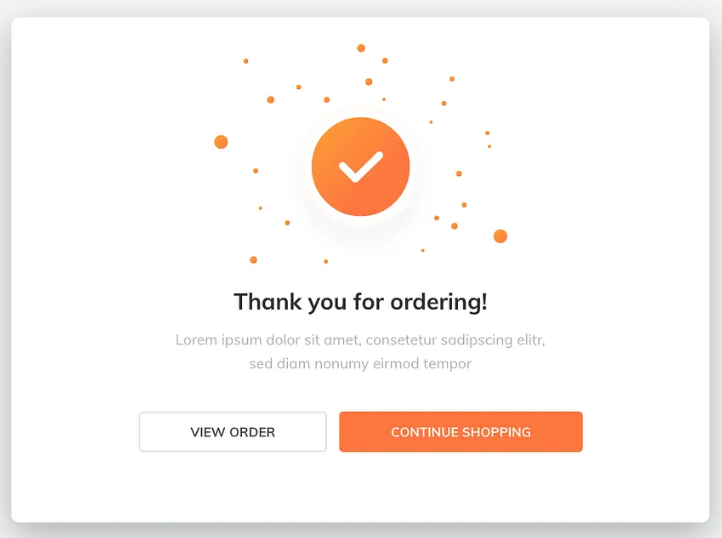 Thank you for ordering!
Lorem ipsum dolor sit amet, consetetur sadipscing elitr,
sed diam nonumy eirmod tempor
VIEW ORDER
CONTINUE SHOPPING